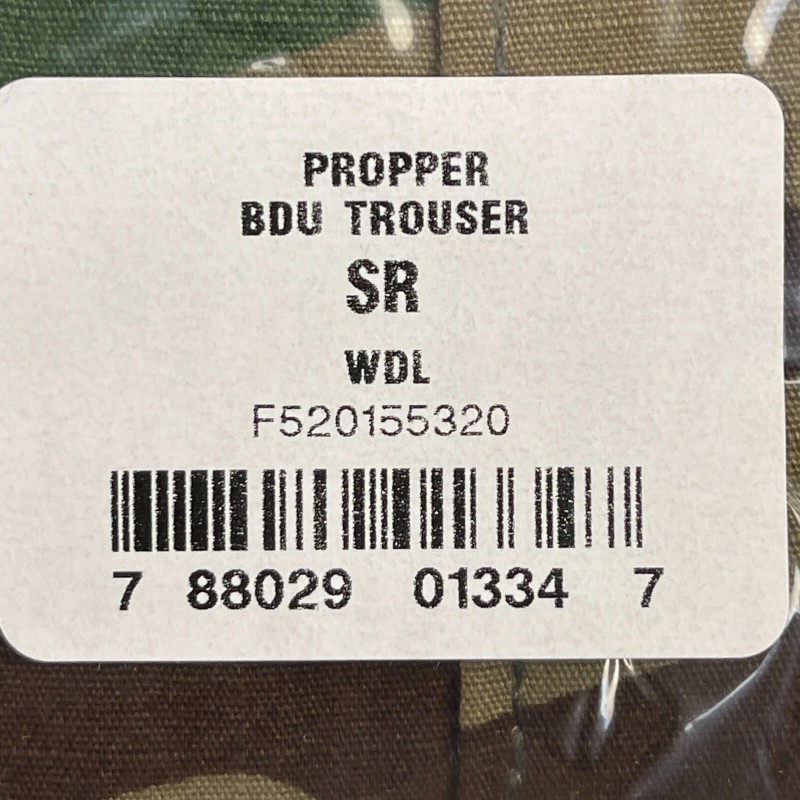 PROPPER
BDU TROUSER
SR
WDL
F520155320
7 88029 01334 7